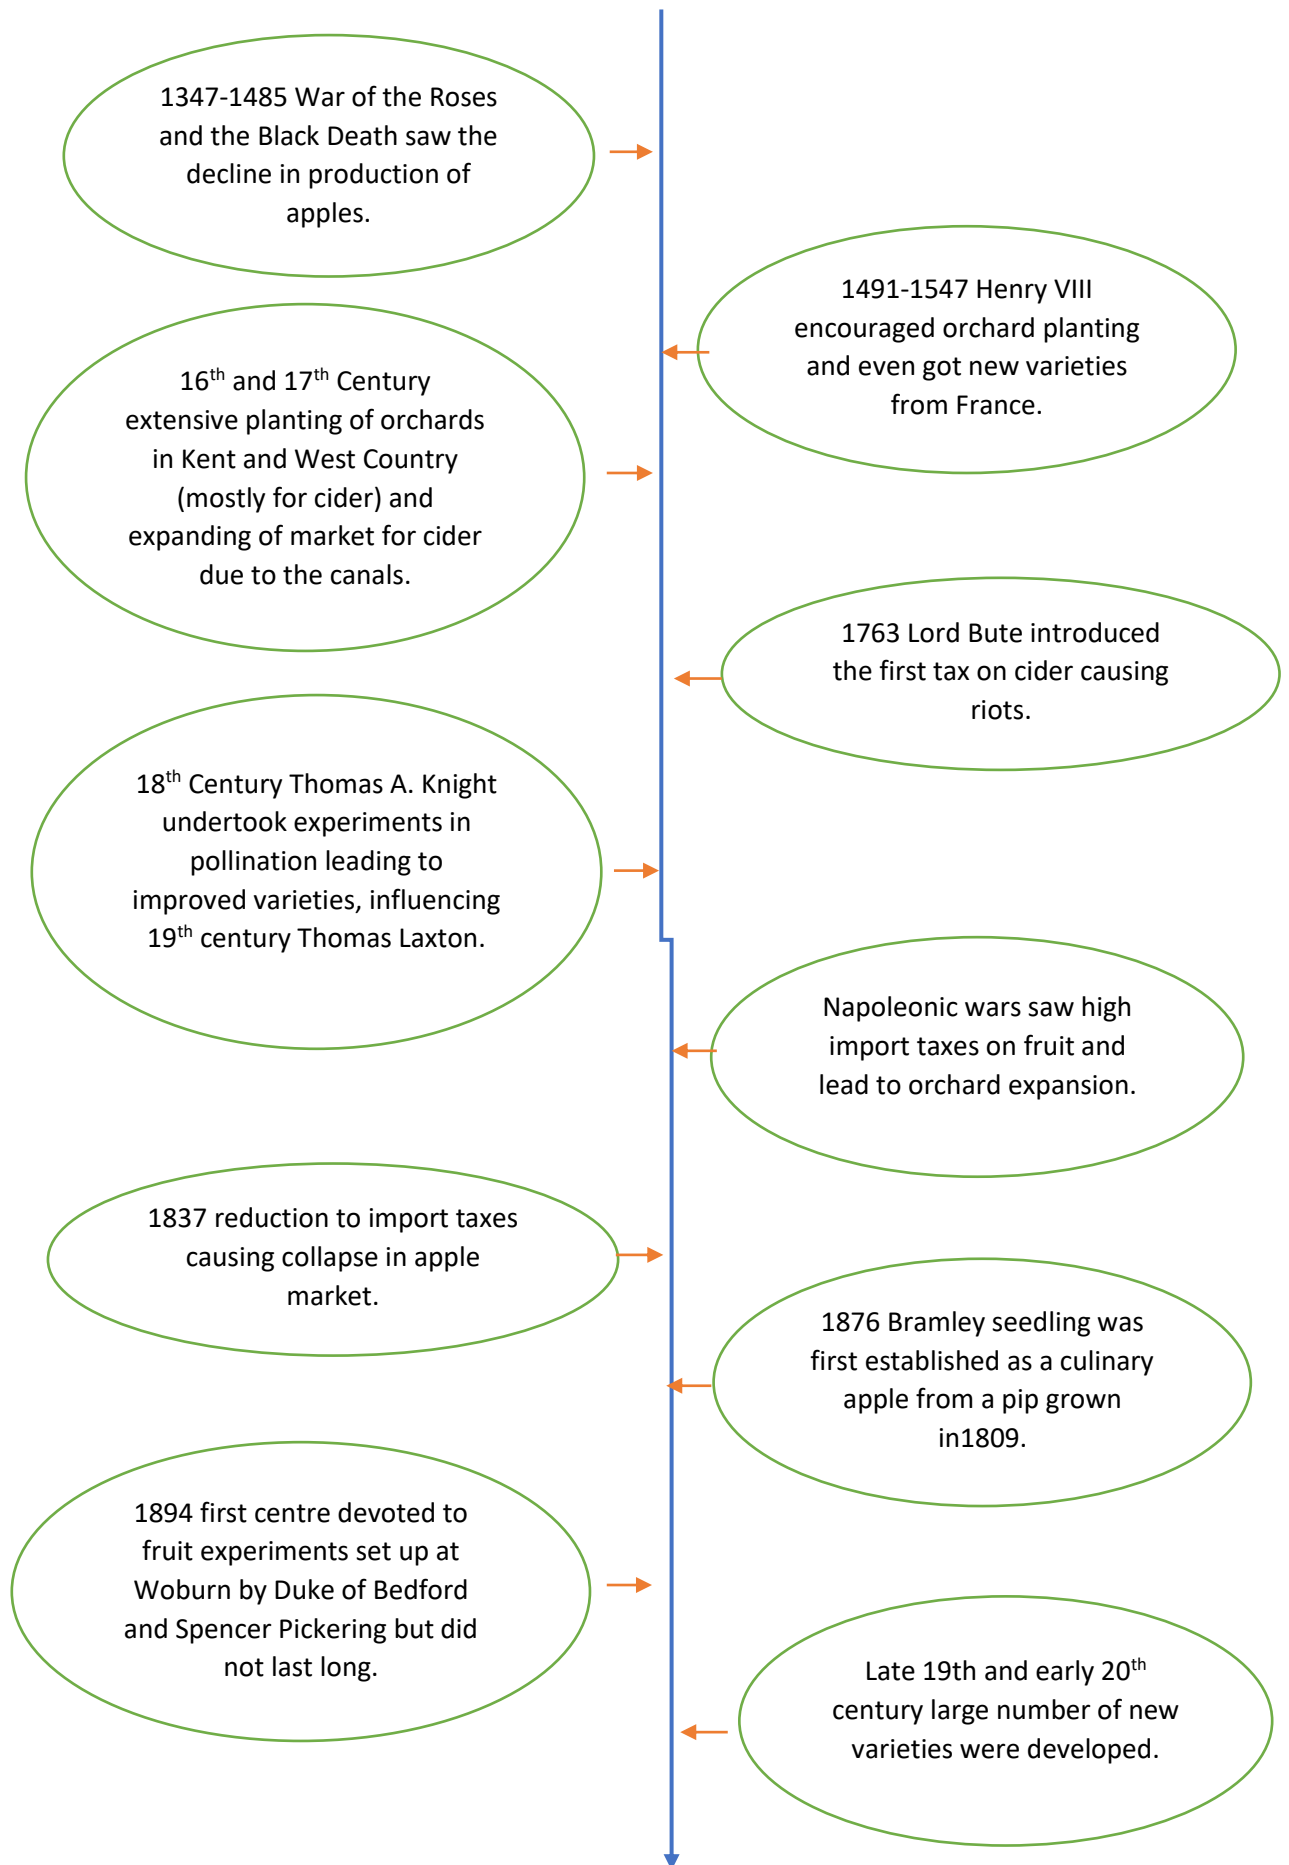 1347-1485 War of the Roses
and the Black Death saw the
decline in production of
apples.
1491-1547 Henry VIII
encouraged orchard planting
and even got new varieties
from France.
16th and 17th Century
extensive planting of orchards
in Kent and West Country
(mostly for cider) and
expanding of market for cider
due to the canals.
1763 Lord Bute introduced
the first tax on cider causing
riots.
18th Century Thomas A. Knight
undertook experiments in
pollination leading to
improved varieties, influencing
19th century Thomas Laxton.
Napoleonic wars saw high
import taxes on fruit and
lead to orchard expansion.
1837 reduction to import taxes
causing collapse in apple
market.
1876 Bramley seedling was
first established as a culinary
apple from a pip grown
in1809.
1894 first centre devoted to
fruit experiments set up at
Woburn by Duke of Bedford
and Spencer Pickering but did
not last long.
Late 19th and early 20th
century large number of new
varieties were developed.